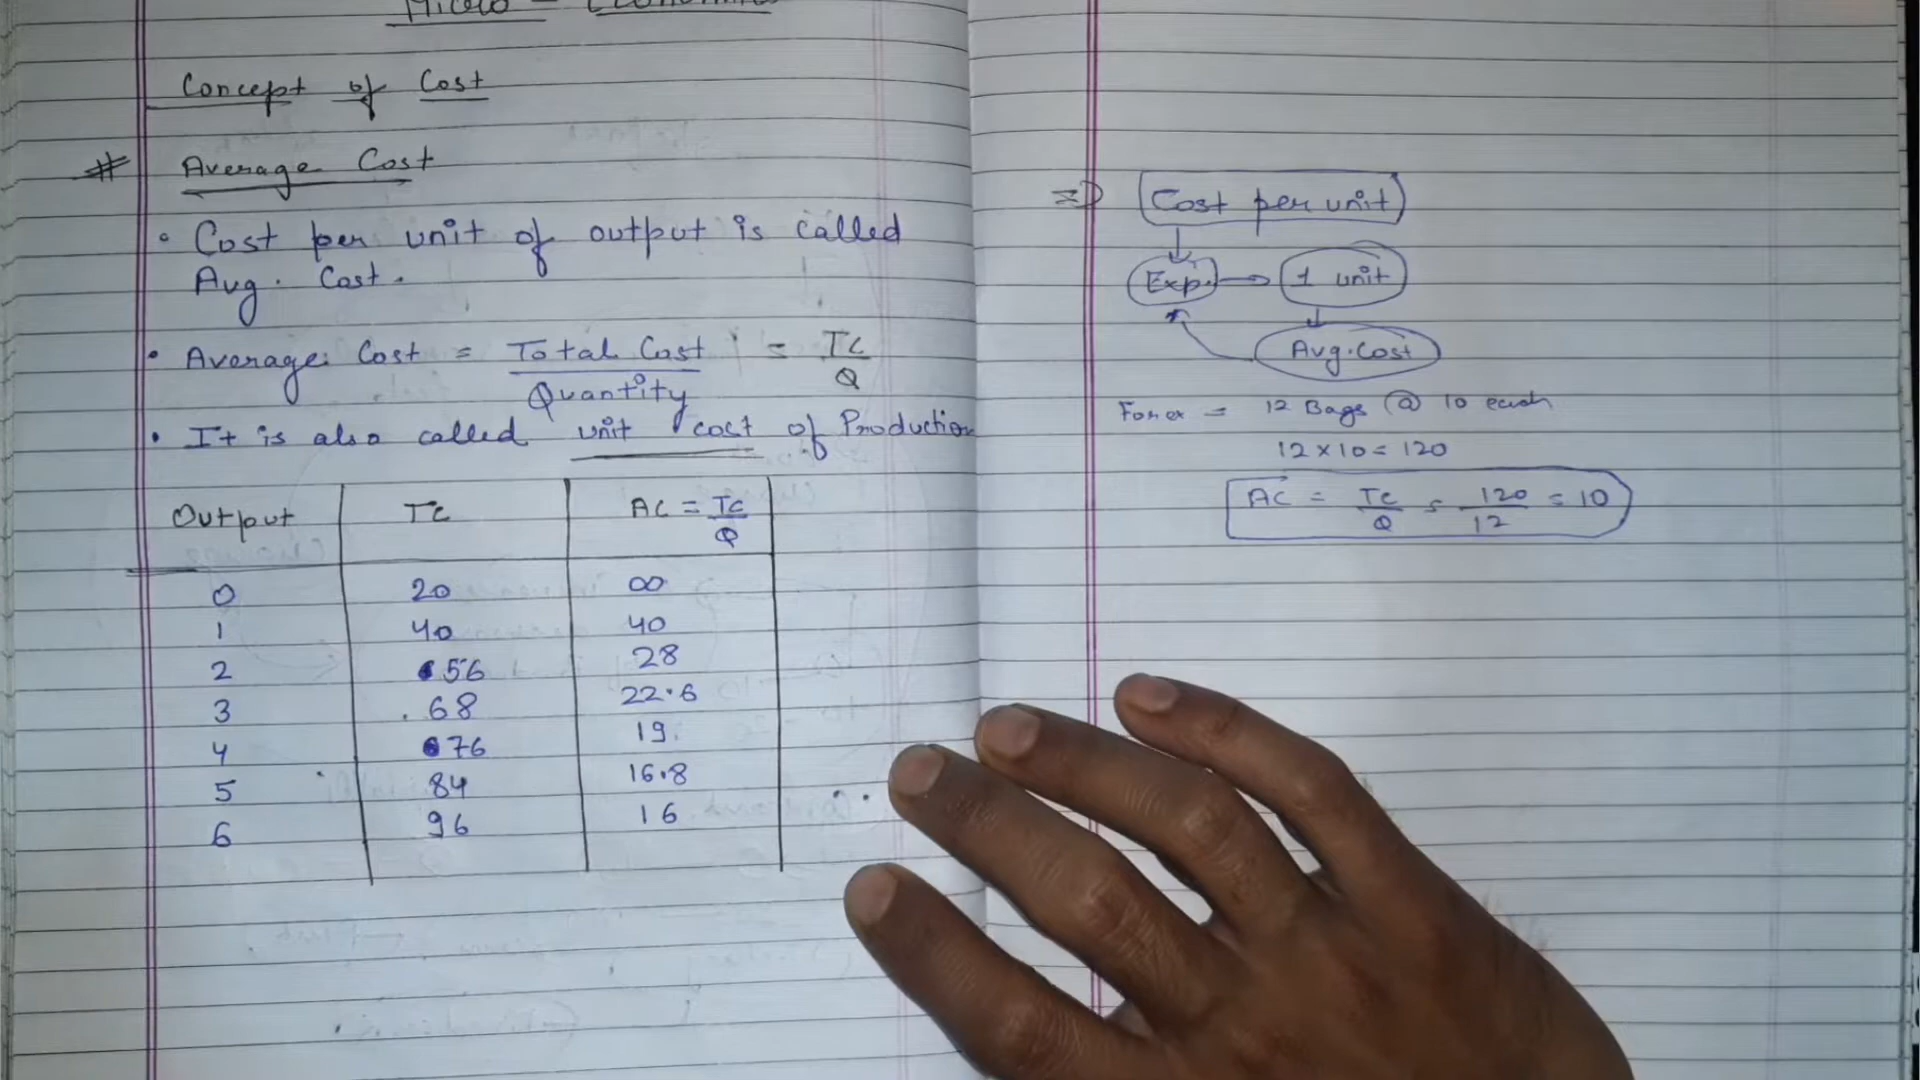 Micro - Economics
Concept of Cost
# Average Cost
• Cost per unit of output is called
Avg. Cost.
• Average Cost = Total Cost / Quantity = TC / Q
• It is also called unit cost of Production
Output TC AC = TC / Q
0 20 ∞
1 40 40
2 56 28
3 68 22.6
4 76 19
5 84 16.8
6 96 16
=> Cost per unit
Exp. → 1 unit
Avg. Cost
For ex = 12 Bags @ 10 each
12 × 10 = 120
AC = TC / Q = 120 / 12 = 10